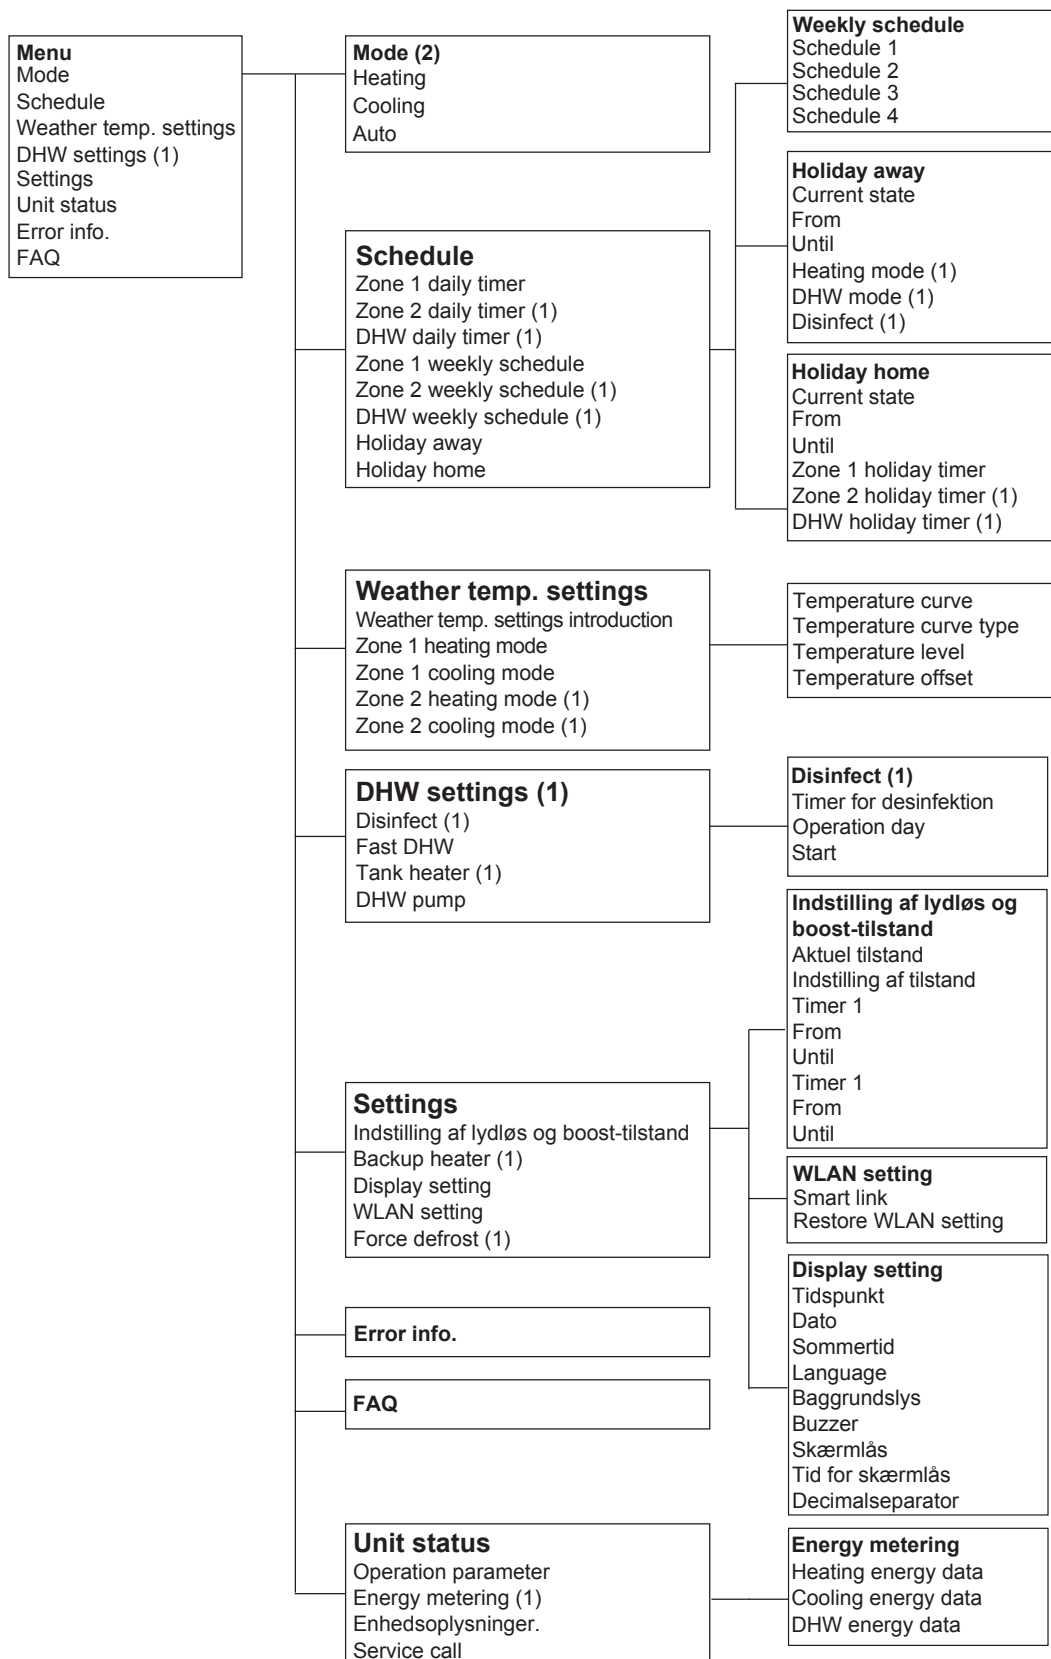 Menu
Mode
Schedule
Weather temp. settings
DHW settings (1)
Settings
Unit status
Error info.
FAQ
Mode (2)
Heating
Cooling
Auto
Schedule
Zone 1 daily timer
Zone 2 daily timer (1)
DHW daily timer (1)
Zone 1 weekly schedule
Zone 2 weekly schedule (1)
DHW weekly schedule (1)
Holiday away
Holiday home
Weekly schedule
Schedule 1
Schedule 2
Schedule 3
Schedule 4
Holiday away
Current state
From
Until
Heating mode (1)
DHW mode (1)
Disinfect (1)
Holiday home
Current state
From
Until
Zone 1 holiday timer
Zone 2 holiday timer (1)
DHW holiday timer (1)
Weather temp. settings
Weather temp. settings introduction
Zone 1 heating mode
Zone 1 cooling mode
Zone 2 heating mode (1)
Zone 2 cooling mode (1)
Temperature curve
Temperature curve type
Temperature level
Temperature offset
DHW settings (1)
Disinfect (1)
Fast DHW
Tank heater (1)
DHW pump
Disinfect (1)
Timer for desinfektion
Operation day
Start
Settings
Indstilling af lydløs og boost-tilstand
Backup heater (1)
Display setting
WLAN setting
Force defrost (1)
Indstilling af lydløs og
boost-tilstand
Aktuel tilstand
Indstilling af tilstand
Timer 1
From
Until
Timer 1
From
Until
WLAN setting
Smart link
Restore WLAN setting
Display setting
Tidspunkt
Dato
Sommertid
Language
Baggrundslys
Buzzer
Skærmlås
Tid for skærmlås
Decimalseparator
Error info.
FAQ
Unit status
Operation parameter
Energy metering (1)
Enhedsoplysninger.
Service call
Energy metering
Heating energy data
Cooling energy data
DHW energy data